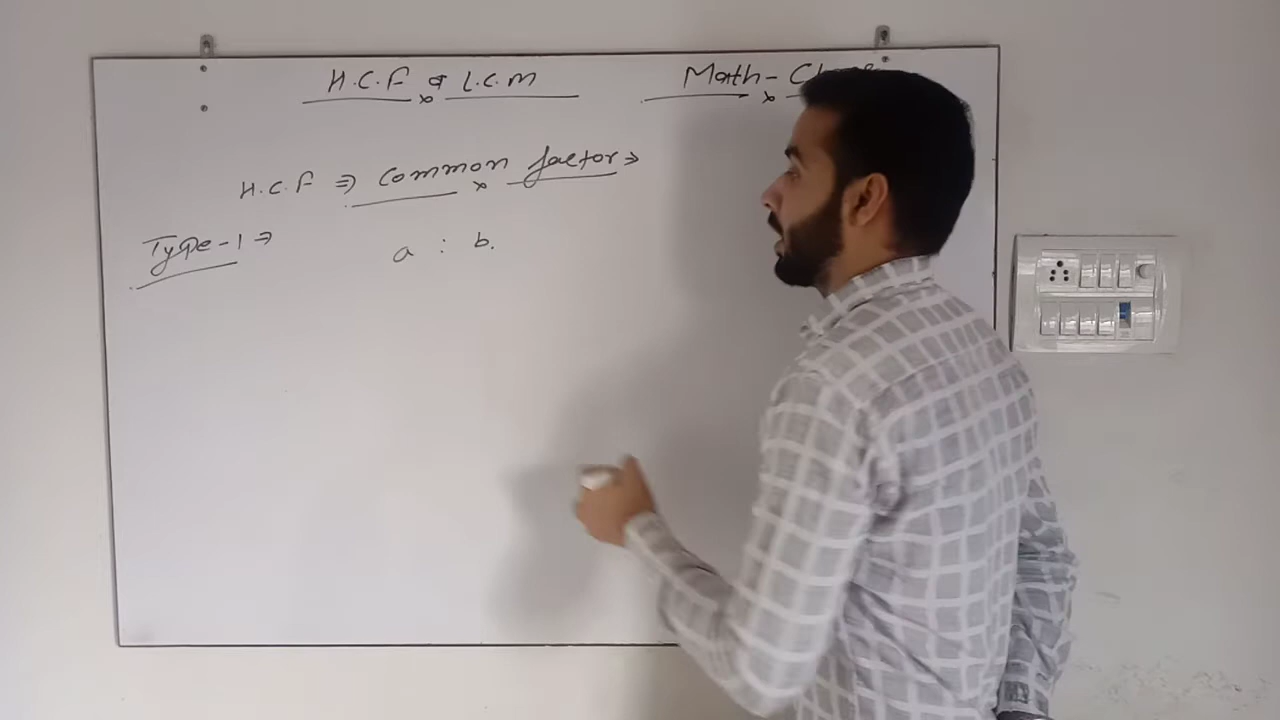 H.C.F & L.C.M
Math -
H.C.F ⇒ Common factor ⇒
Type-1 ⇒ a : b.